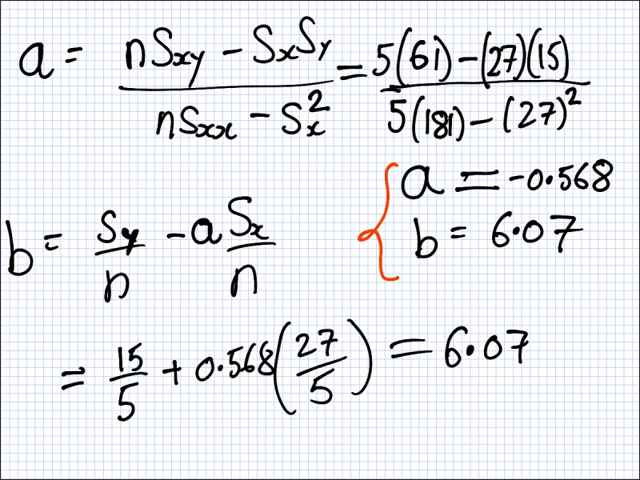 a = nSxy - SxSy / nSxx - Sx² = 5(61) - (27)(15) / 5(181) - (27)²
a = -0.568
b = Sy/n - a Sx/n
b = 6.07
= 15/5 + 0.568(27/5) = 6.07